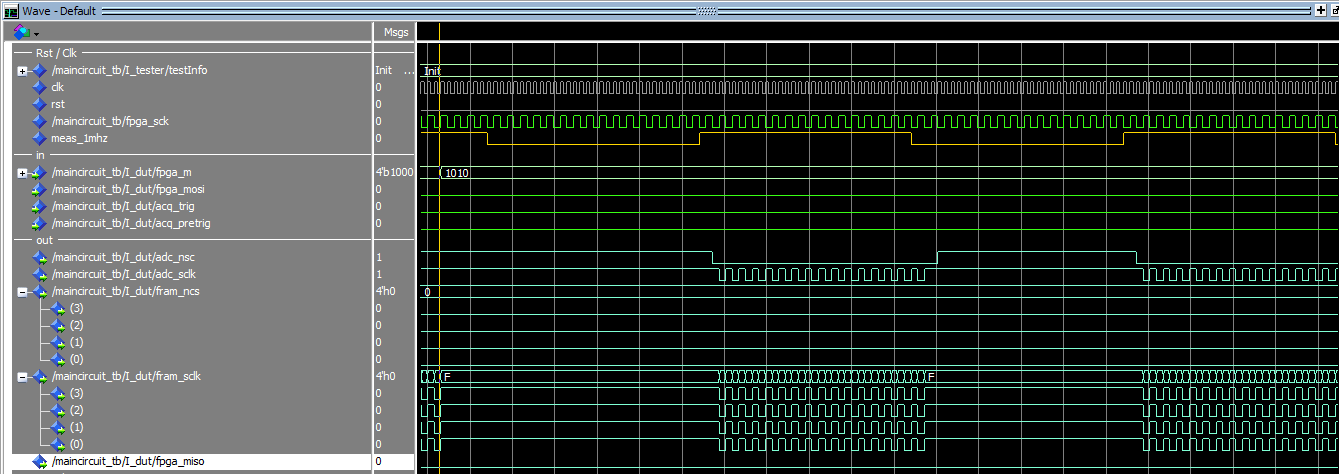 Wave - Default
Msgs
Rst / Clk
/maincircuit_tb/I_tester/testInfo Init ... Init
clk 0
rst 0
/maincircuit_tb/fpga_sck 0
meas_1mhz 0
in
/maincircuit_tb/I_dut/fpga_m 4'b1000 1010
/maincircuit_tb/I_dut/fpga_mosi 0
/maincircuit_tb/I_dut/acq_trig 0
/maincircuit_tb/I_dut/acq_pretrig 0
out
/maincircuit_tb/I_dut/adc_nsc 1
/maincircuit_tb/I_dut/adc_sclk 1
/maincircuit_tb/I_dut/fram_ncs 4'h0 0
(3) 0
(2) 0
(1) 0
(0) 0
/maincircuit_tb/I_dut/fram_sclk 4'h0 F F
(3) 0
(2) 0
(1) 0
(0) 0
/maincircuit_tb/I_dut/fpga_miso 0